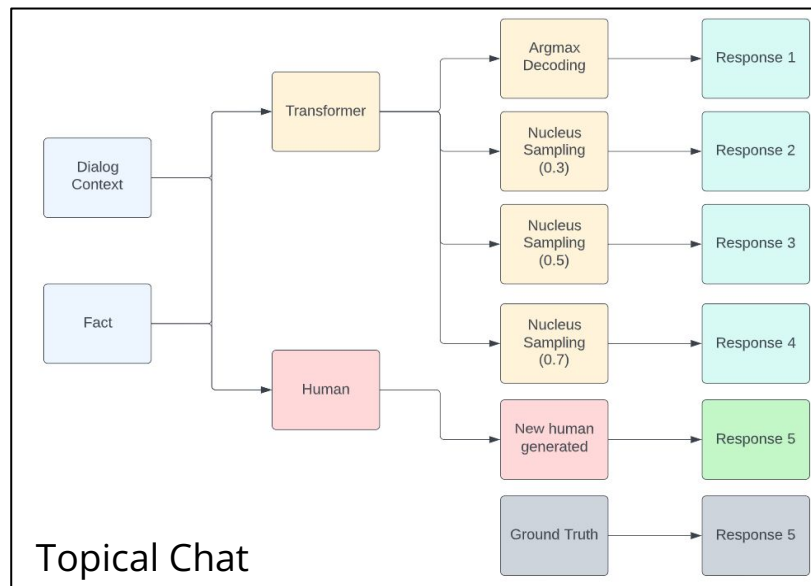 Argmax
Decoding
Response 1
Transformer
Nucleus
Sampling
(0.3)
Response 2
Dialog
Context
Nucleus
Sampling
(0.5)
Response 3
Fact
Nucleus
Sampling
(0.7)
Response 4
Human
New human
generated
Response 5
Ground Truth
Response 5
Topical Chat